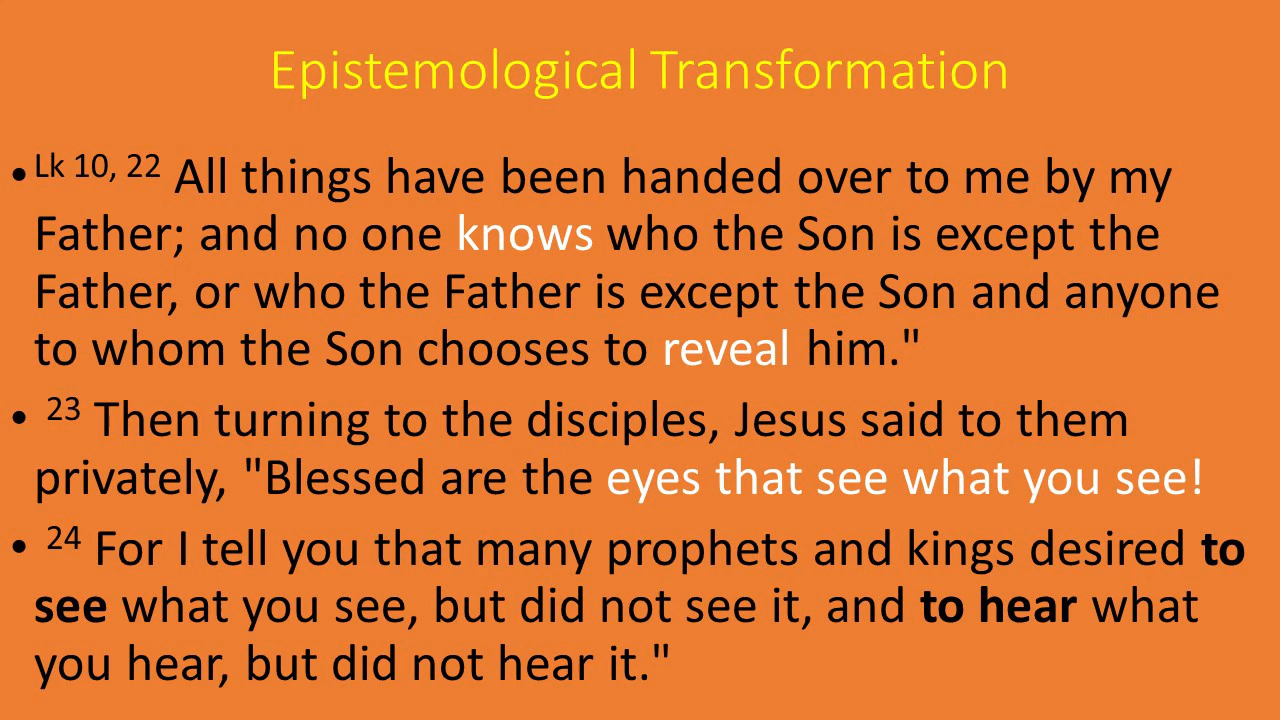 Epistemological Transformation
• Lk 10, 22 All things have been handed over to me by my
Father; and no one knows who the Son is except the
Father, or who the Father is except the Son and anyone
to whom the Son chooses to reveal him."
• 23 Then turning to the disciples, Jesus said to them
privately, "Blessed are the eyes that see what you see!
• 24 For I tell you that many prophets and kings desired to
see what you see, but did not see it, and to hear what
you hear, but did not hear it."